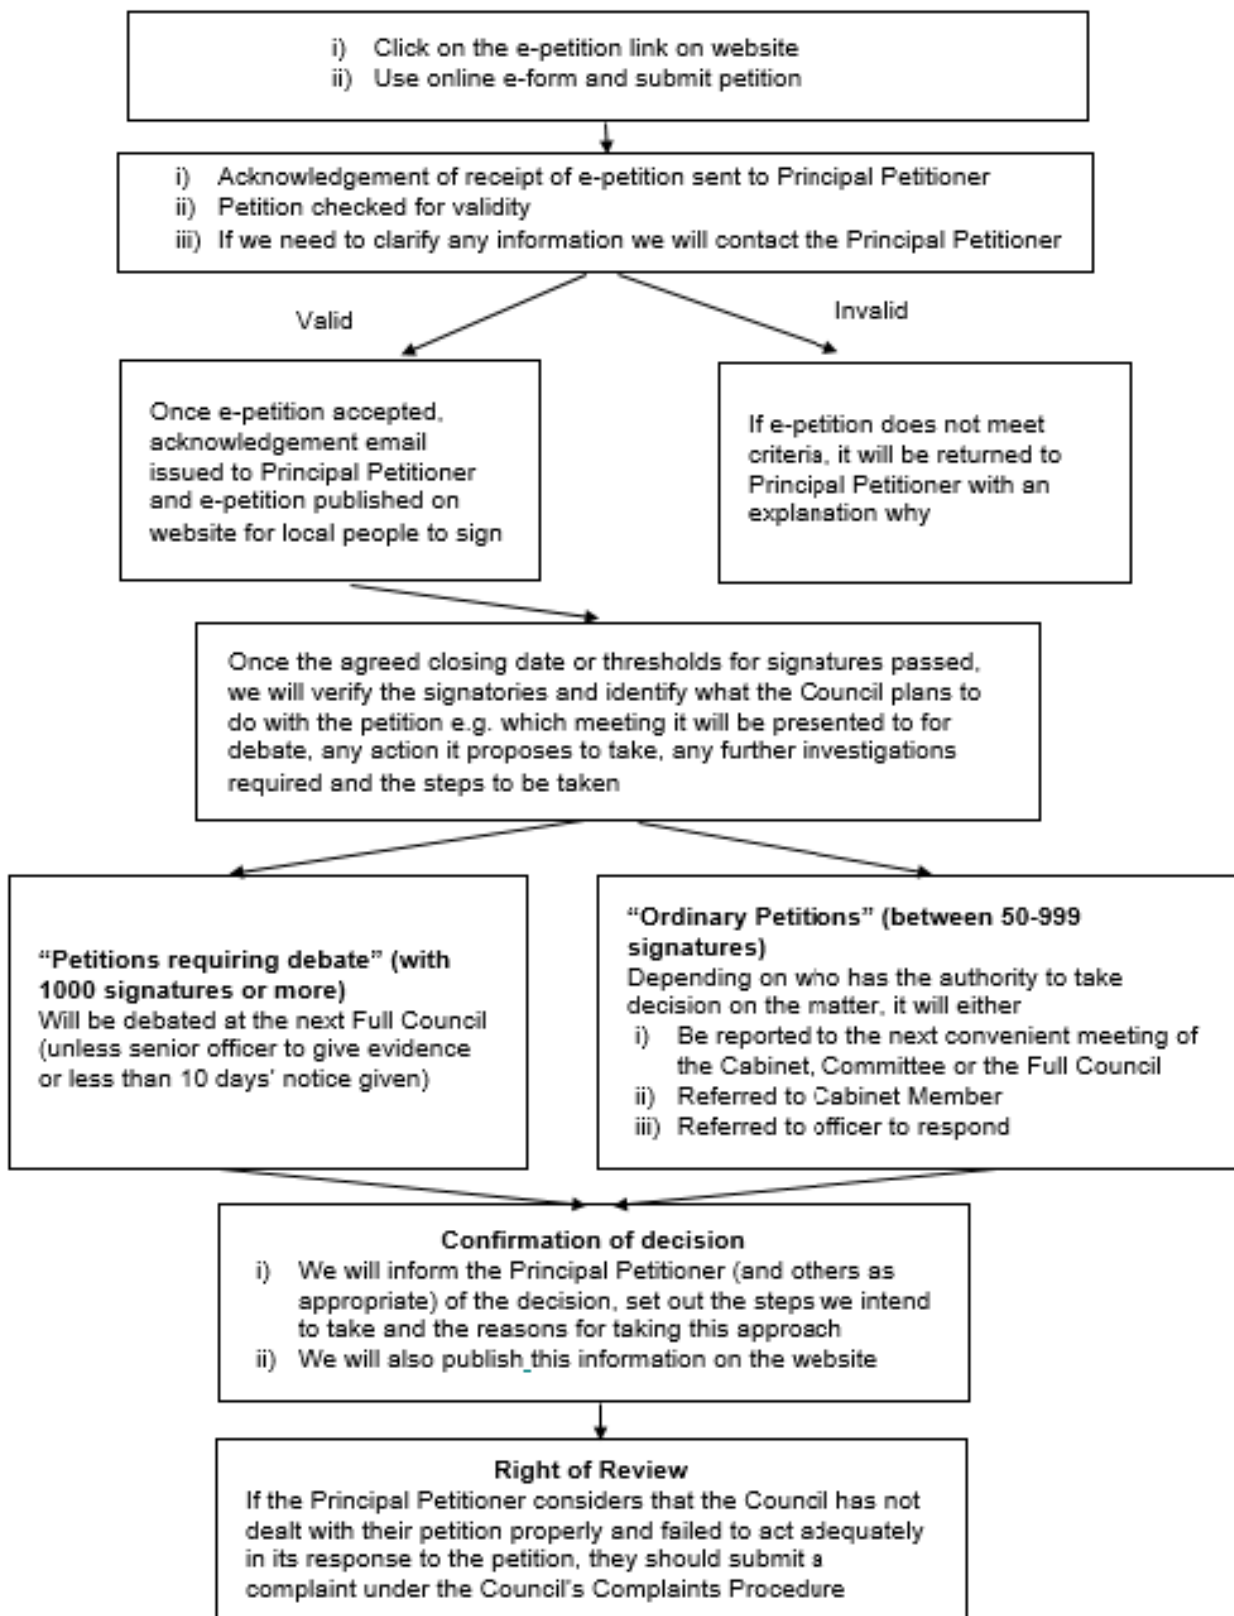 i) Click on the e-petition link on website
ii) Use online e-form and submit petition
i) Acknowledgement of receipt of e-petition sent to Principal Petitioner
ii) Petition checked for validity
iii) If we need to clarify any information we will contact the Principal Petitioner
Valid
Invalid
Once e-petition accepted,
acknowledgement email
issued to Principal Petitioner
and e-petition published on
website for local people to sign
If e-petition does not meet
criteria, it will be returned to
Principal Petitioner with an
explanation why
Once the agreed closing date or thresholds for signatures passed,
we will verify the signatories and identify what the Council plans to
do with the petition e.g. which meeting it will be presented to for
debate, any action it proposes to take, any further investigations
required and the steps to be taken
“Petitions requiring debate” (with
1000 signatures or more)
Will be debated at the next Full Council
(unless senior officer to give evidence
or less than 10 days’ notice given)
“Ordinary Petitions” (between 50-999
signatures)
Depending on who has the authority to take
decision on the matter, it will either
i) Be reported to the next convenient meeting of
the Cabinet, Committee or the Full Council
ii) Referred to Cabinet Member
iii) Referred to officer to respond
Confirmation of decision
i) We will inform the Principal Petitioner (and others as
appropriate) of the decision, set out the steps we intend
to take and the reasons for taking this approach
ii) We will also publish this information on the website
Right of Review
If the Principal Petitioner considers that the Council has not
dealt with their petition properly and failed to act adequately
in its response to the petition, they should submit a
complaint under the Council’s Complaints Procedure